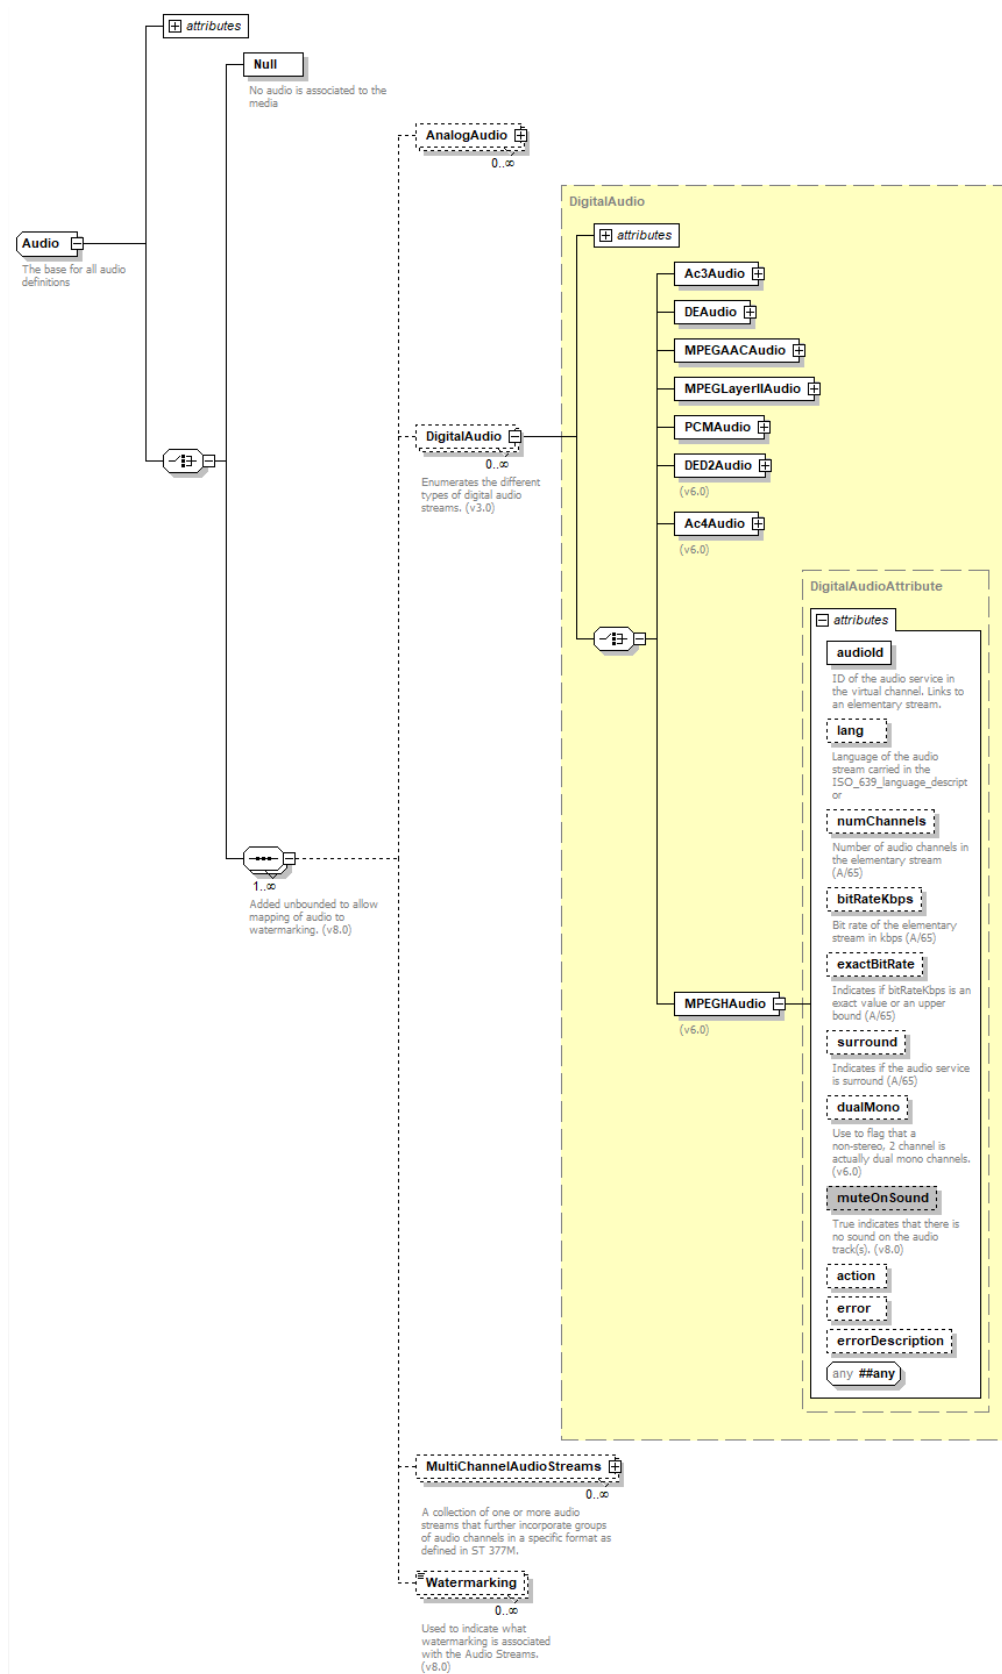 attributes
Null
No audio is associated to the
media
AnalogAudio
0..∞
DigitalAudio
attributes
Audio
The base for all audio
definitions
Ac3Audio
DEAudio
MPEGAACAudio
MPEGLayerIIAudio
PCMAudio
DigitalAudio
0..∞
Enumerates the different
types of digital audio
streams. (v3.0)
DED2Audio
(v6.0)
Ac4Audio
(v6.0)
DigitalAudioAttribute
attributes
audioId
ID of the audio service in
the virtual channel. Links to
an elementary stream.
lang
Language of the audio
stream carried in the
ISO_639_language_descript
or
numChannels
Number of audio channels in
the elementary stream
(A/65)
1..∞
Added unbounded to allow
mapping of audio to
watermarking. (v8.0)
bitRateKbps
Bit rate of the elementary
stream in kbps (A/65)
exactBitRate
Indicates if bitRateKbps is an
exact value or an upper
bound (A/65)
MPEGHAudio
(v6.0)
surround
Indicates if the audio service
is surround (A/65)
dualMono
Use to flag that a
non-stereo, 2 channel is
actually dual mono channels.
(v6.0)
muteOnSound
True indicates that there is
no sound on the audio
track(s). (v8.0)
action
error
errorDescription
any ##any
MultiChannelAudioStreams
0..∞
A collection of one or more audio
streams that further incorporate groups
of audio channels in a specific format as
defined in ST 377M.
Watermarking
0..∞
Used to indicate what
watermarking is associated
with the Audio Streams.
(v8.0)